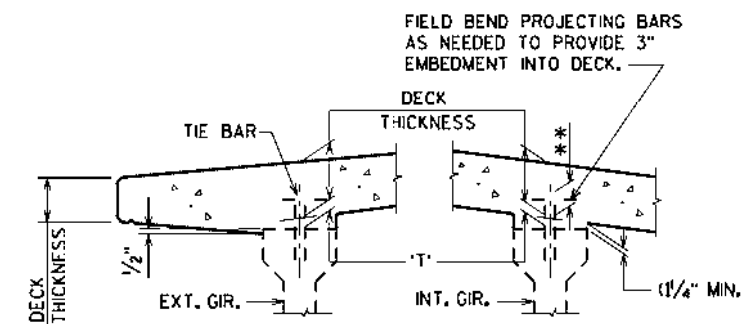 FIELD BEND PROJECTING BARS
AS NEEDED TO PROVIDE 3"
EMBEDMENT INTO DECK.
DECK
THICKNESS
TIE BAR
**
DECK
THICKNESS
1/2"
'T'
EXT. GIR.
INT. GIR.
(1 1/4" MIN.